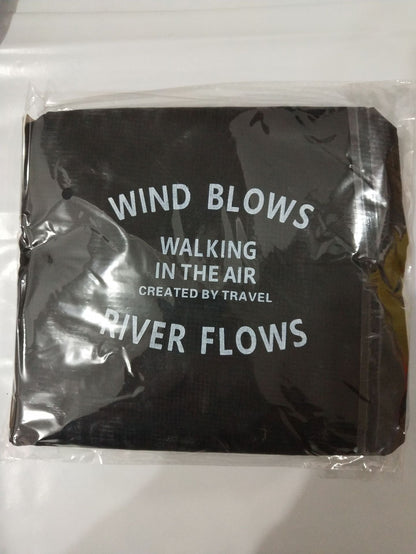 WIND BLOWS
WALKING
IN THE AIR
CREATED BY TRAVEL
RIVER FLOWS